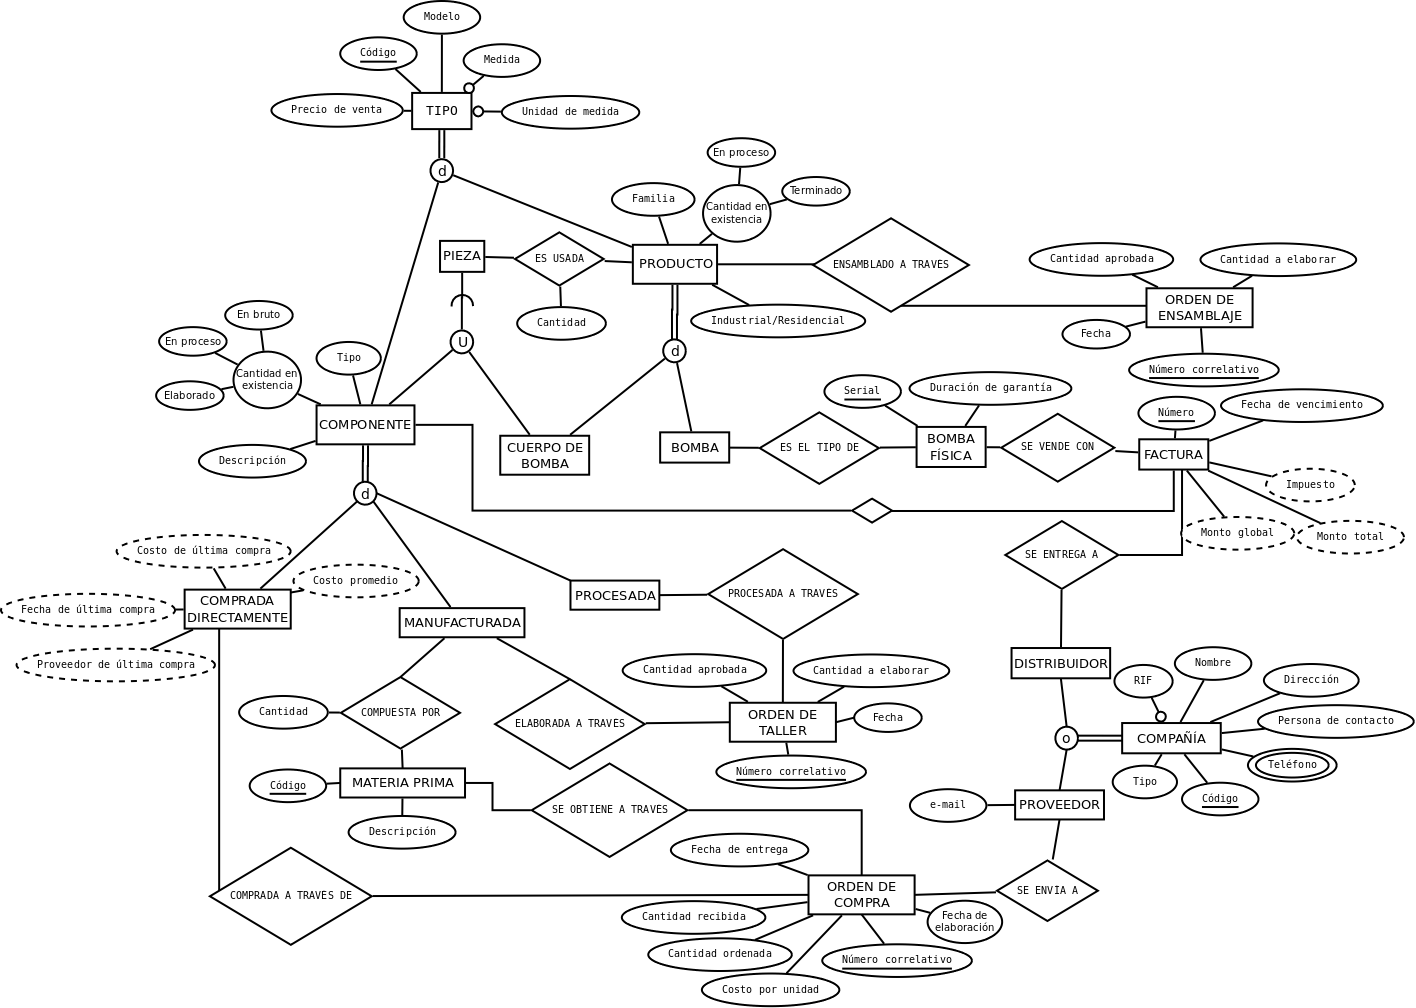 Modelo
Código
Medida
Precio de venta
TIPO
Unidad de medida
d
En proceso
Familia
Cantidad en
existencia
Terminado
PIEZA
ES USADA
PRODUCTO
ENSAMBLADO A TRAVES
Cantidad aprobada
Cantidad a elaborar
ORDEN DE
ENSAMBLAJE
Cantidad
Industrial/Residencial
Fecha
Número correlativo
En bruto
En proceso
Cantidad en
existencia
Elaborado
Tipo
U
d
COMPONENTE
Descripción
CUERPO DE
BOMBA
BOMBA
ES EL TIPO DE
Serial
Duración de garantía
BOMBA
FÍSICA
SE VENDE CON
Número
Fecha de vencimiento
FACTURA
Impuesto
Monto global
Monto total
d
Costo de última compra
Costo promedio
Fecha de última compra
COMPRADA
DIRECTAMENTE
Proveedor de última compra
MANUFACTURADA
PROCESADA
PROCESADA A TRAVES
SE ENTREGA A
DISTRIBUIDOR
RIF
Nombre
Dirección
Persona de contacto
o
COMPAÑÍA
Teléfono
Tipo
Código
Cantidad
COMPUESTA POR
ELABORADA A TRAVES
Cantidad aprobada
Cantidad a elaborar
ORDEN DE
TALLER
Fecha
Número correlativo
Código
MATERIA PRIMA
Descripción
SE OBTIENE A TRAVES
e-mail
PROVEEDOR
Fecha de entrega
COMPRADA A TRAVES DE
ORDEN DE
COMPRA
SE ENVIA A
Cantidad recibida
Fecha de
elaboración
Cantidad ordenada
Número correlativo
Costo por unidad